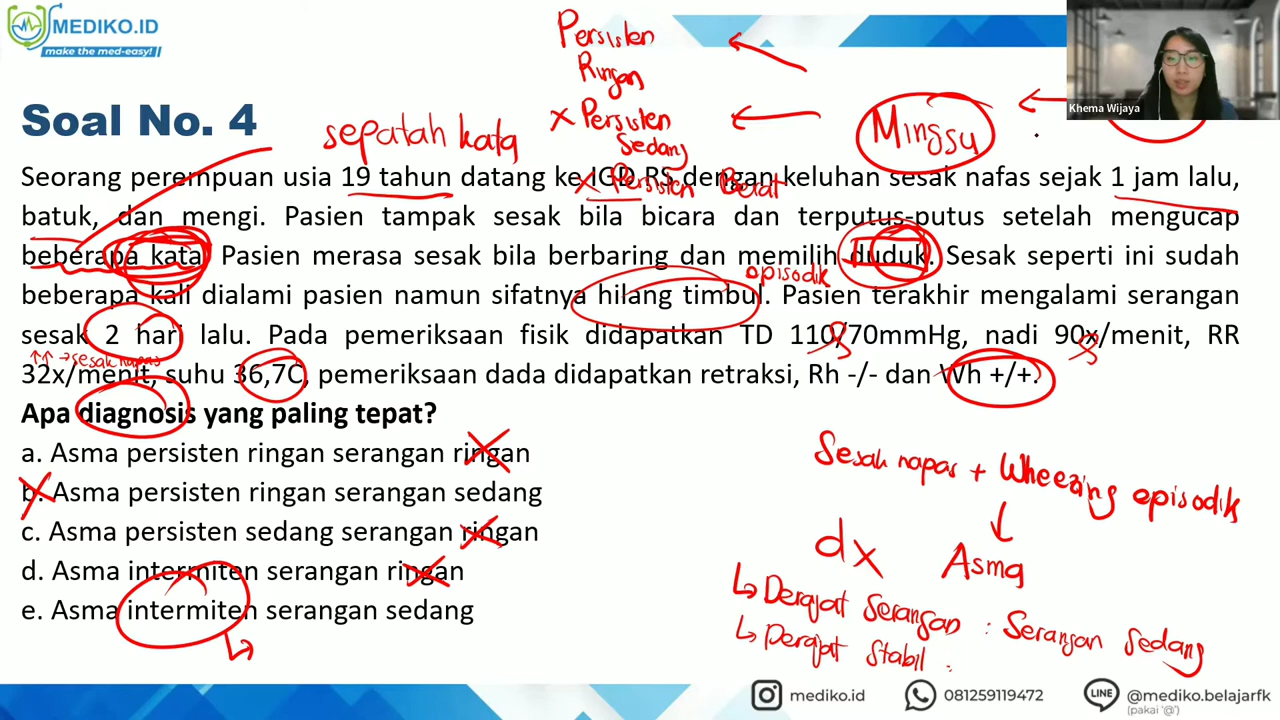 MEDIKO.ID
make the med-easy!
Persisten
Ringan
Persisten
Sedang
Persisten Berat
Minggu
Khema Wijaya
Soal No. 4
sepatah kata
Seorang perempuan usia 19 tahun datang ke IGD RS dengan keluhan sesak nafas sejak 1 jam lalu,
batuk, dan mengi. Pasien tampak sesak bila bicara dan terputus-putus setelah mengucap
beberapa kata. Pasien merasa sesak bila berbaring dan memilih duduk. Sesak seperti ini sudah
episodik
beberapa kali dialami pasien namun sifatnya hilang timbul. Pasien terakhir mengalami serangan
sesak 2 hari lalu. Pada pemeriksaan fisik didapatkan TD 110/70mmHg, nadi 90x/menit, RR
↑↑ → sesak napas
32x/menit, suhu 36,7C, pemeriksaan dada didapatkan retraksi, Rh -/- dan Wh +/+.
Apa diagnosis yang paling tepat?
a. Asma persisten ringan serangan ringan
b. Asma persisten ringan serangan sedang
c. Asma persisten sedang serangan ringan
d. Asma intermiten serangan ringan
e. Asma intermiten serangan sedang
Sesak napas + Wheezing episodik
dx Asma
Derajat Serangan : Serangan Sedang
Derajat Stabil :
mediko.id
081259119472
LINE
@mediko.belajarfk
(pakai '@')